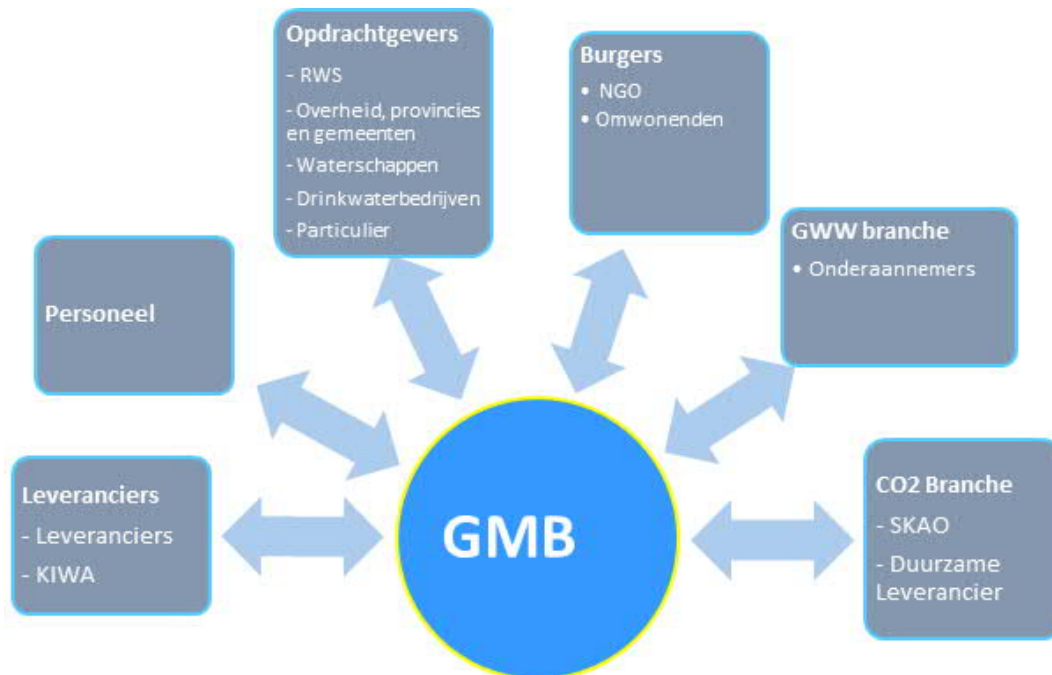 Opdrachtgevers
- RWS
- Overheid, provincies
en gemeenten
- Waterschappen
- Drinkwaterbedrijven
- Particulier
Burgers
• NGO
• Omwonenden
GWW branche
• Onderaannemers
Personeel
Leveranciers
- Leveranciers
- KIWA
GMB
CO2 Branche
- SKAO
- Duurzame
Leverancier